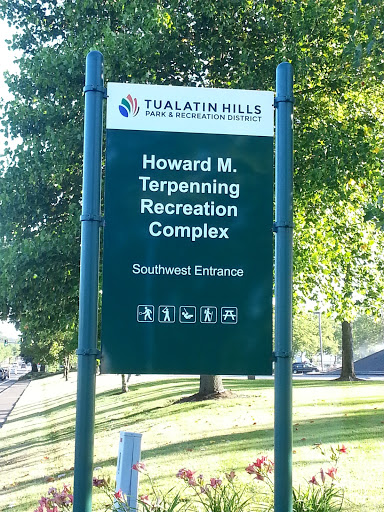 TUALATIN HILLS
PARK & RECREATION DISTRICT
Howard M.
Terpenning
Recreation
Complex
Southwest Entrance